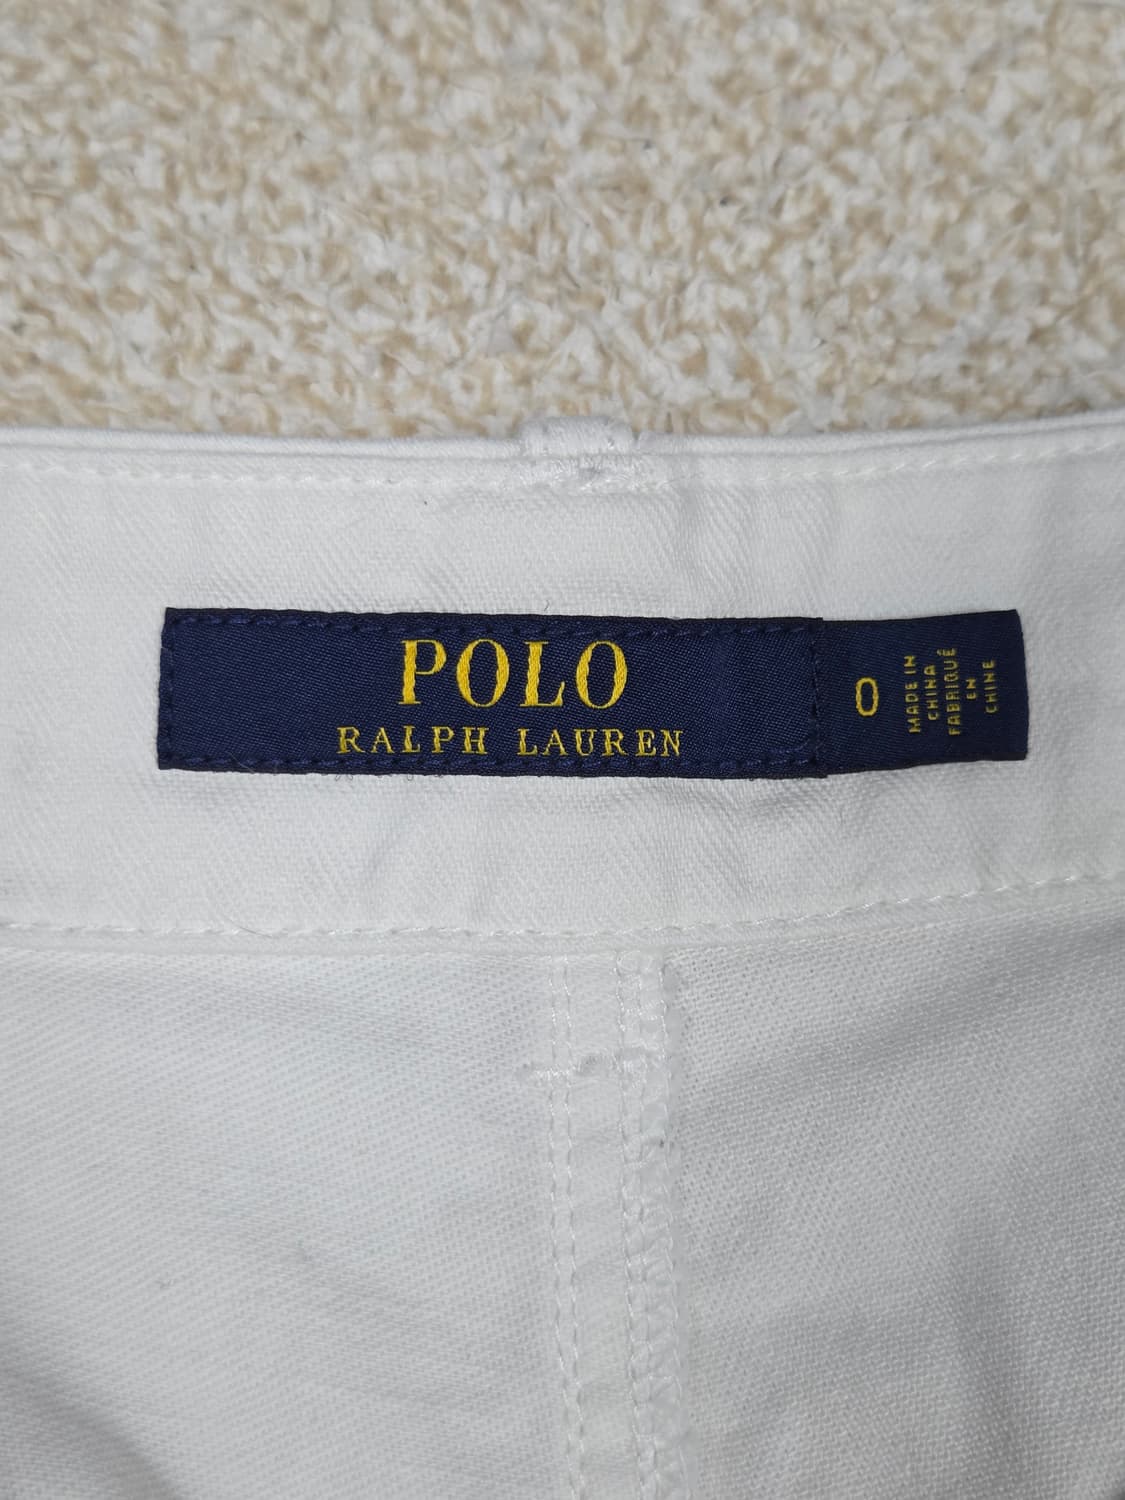 POLO
RALPH LAUREN
0
MADE IN
CHINA
FABRIQUÉ
EN
CHINE